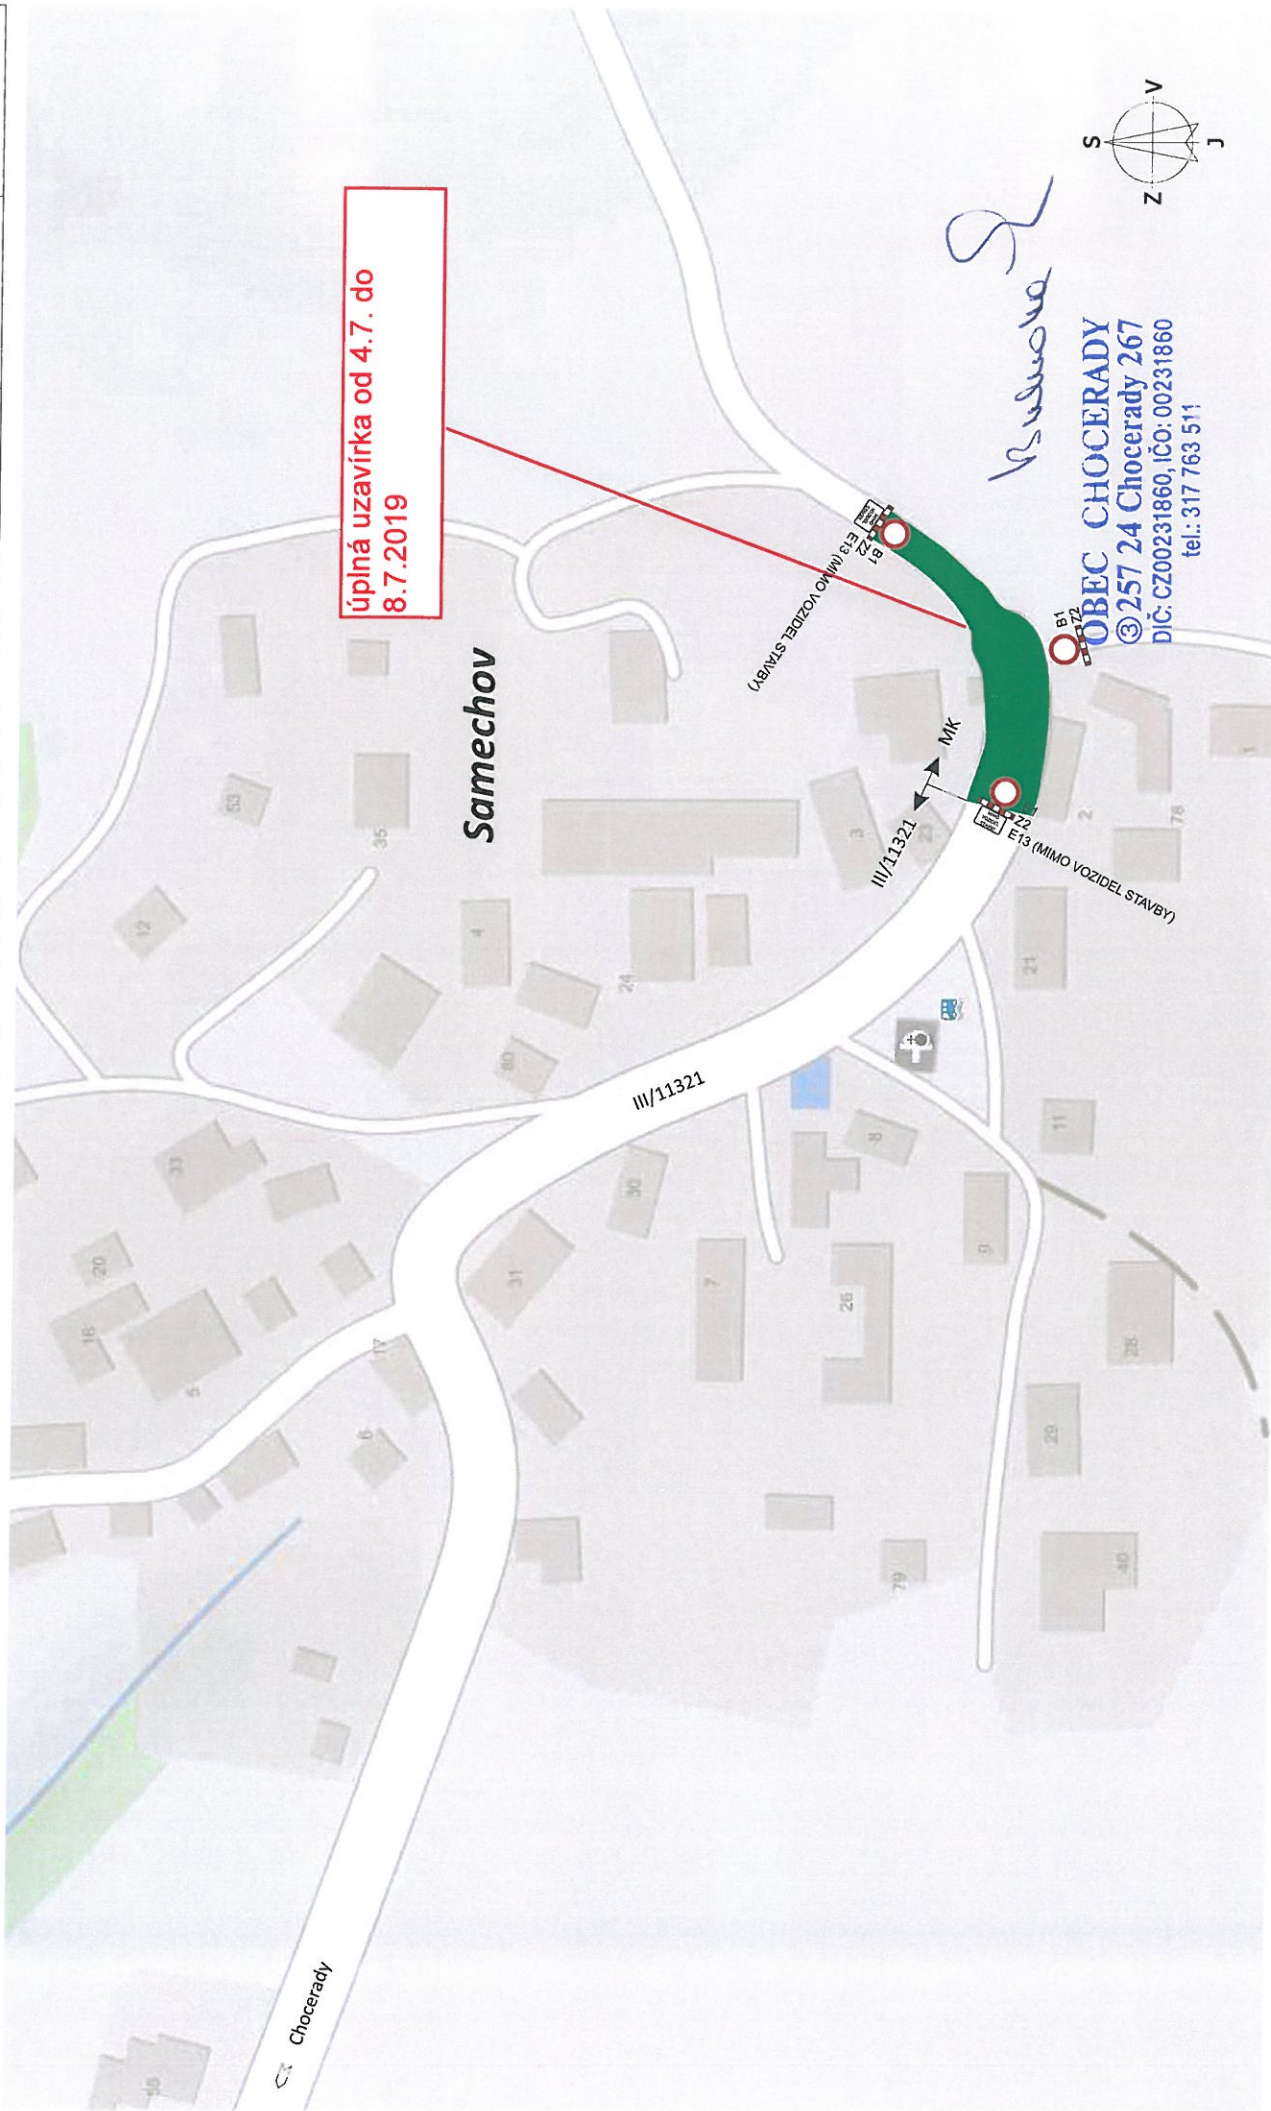 úplná uzavírka od 4.7. do
8.7.2019
Samechov
53
35
12
4
24
80
3
23
2
78
1
21
11
8
9
7
26
28
29
40
79
30
31
33
20
16
5
17
6
56
III/11321
III/11321
MK
E13 (MIMO VOZIDEL STAVBY)
Z2
B1
B1
Z2
Z2
E13 (MIMO VOZIDEL STAVBY)
Chocerady
S
V
J
Z
OBEC CHOCERADY
③ 257 24 Chocerady 267
DIČ: CZ00231860, IČO: 00231860
tel.: 317 763 511